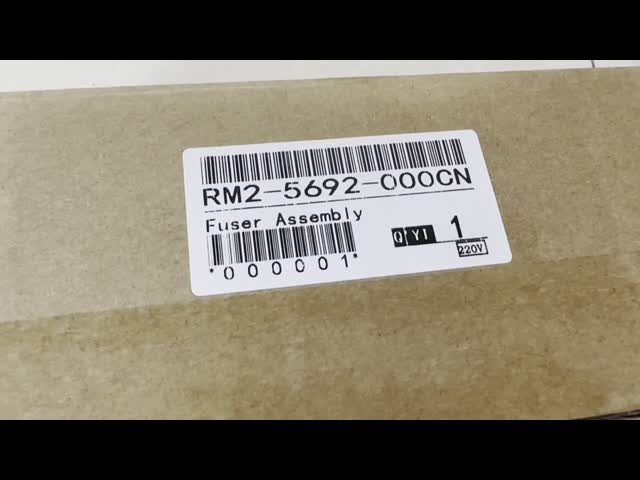 RM2-5692-000CN
Fuser Assembly
QTY 1
*000001*
220V